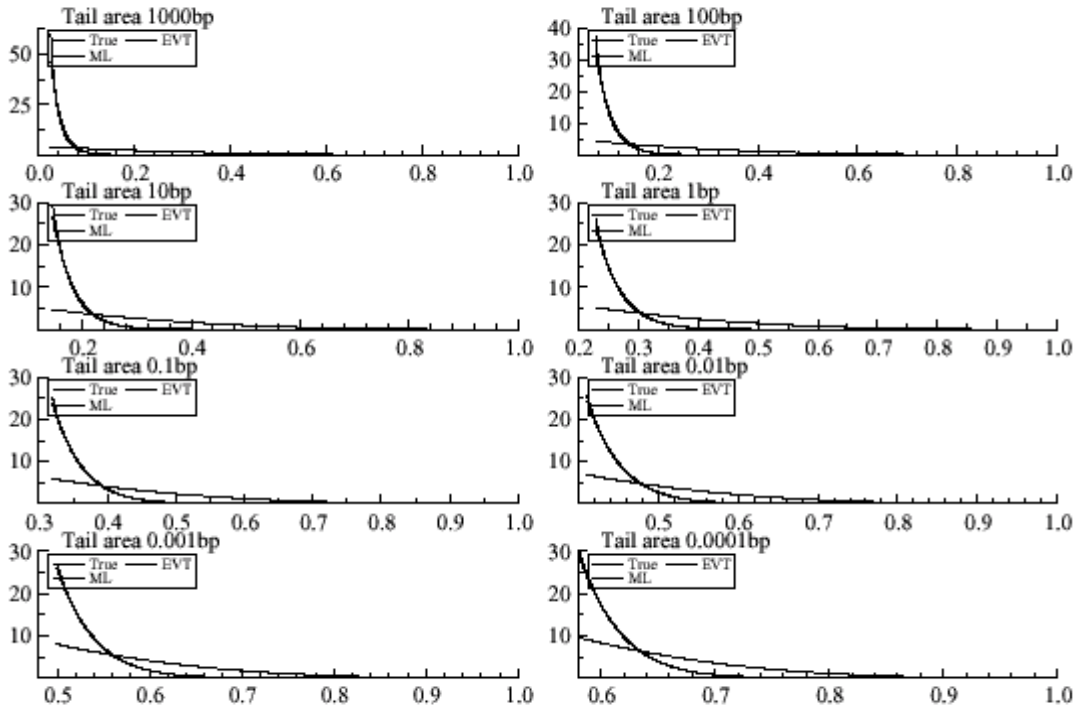 Tail area 1000bp
True EVT
ML
50
25
0.0 0.2 0.4 0.6 0.8 1.0
Tail area 100bp
True EVT
ML
40
30
20
10
0.2 0.4 0.6 0.8 1.0
Tail area 10bp
True EVT
ML
30
20
10
0.2 0.4 0.6 0.8 1.0
Tail area 1bp
True EVT
ML
30
20
10
0.2 0.3 0.4 0.5 0.6 0.7 0.8 0.9 1.0
Tail area 0.1bp
True EVT
ML
30
20
10
0.3 0.4 0.5 0.6 0.7 0.8 0.9 1.0
Tail area 0.01bp
True EVT
ML
30
20
10
0.5 0.6 0.7 0.8 0.9 1.0
Tail area 0.001bp
True EVT
ML
30
20
10
0.5 0.6 0.7 0.8 0.9 1.0
Tail area 0.0001bp
True EVT
ML
30
20
10
0.6 0.7 0.8 0.9 1.0